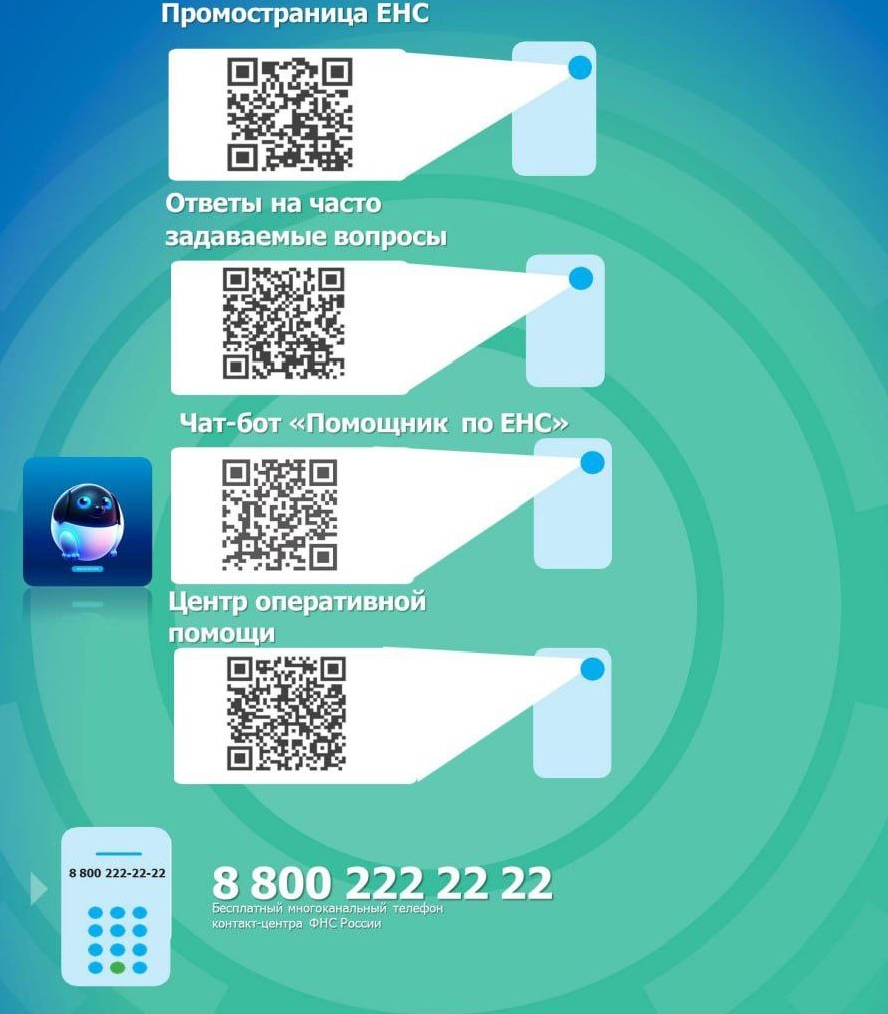 Промостраница ЕНС
Ответы на часто
задаваемые вопросы
Чат-бот «Помощник по ЕНС»
Центр оперативной
помощи
8 800 222-22-22
8 800 222 22 22
Бесплатный многоканальный телефон
контакт-центра ФНС России